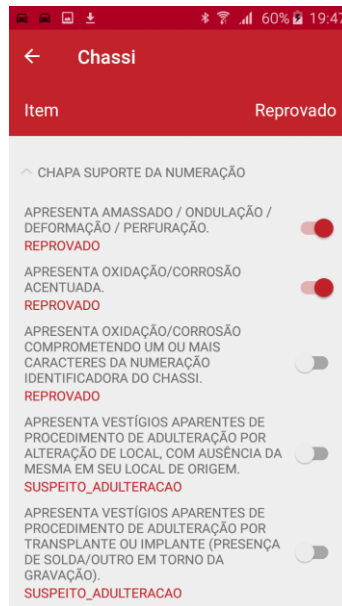 60% 19:47
Chassi
Item Reprovado
CHAPA SUPORTE DA NUMERAÇÃO
APRESENTA AMASSADO / ONDULAÇÃO /
DEFORMAÇÃO / PERFURAÇÃO.
REPROVADO
APRESENTA OXIDAÇÃO/CORROSÃO
ACENTUADA.
REPROVADO
APRESENTA OXIDAÇÃO/CORROSÃO
COMPROMETENDO UM OU MAIS
CARACTERES DA NUMERAÇÃO
IDENTIFICADORA DO CHASSI.
REPROVADO
APRESENTA VESTÍGIOS APARENTES DE
PROCEDIMENTO DE ADULTERAÇÃO POR
ALTERAÇÃO DE LOCAL, COM AUSÊNCIA DA
MESMA EM SEU LOCAL DE ORIGEM.
SUSPEITO_ADULTERACAO
APRESENTA VESTÍGIOS APARENTES DE
PROCEDIMENTO DE ADULTERAÇÃO POR
TRANSPLANTE OU IMPLANTE (PRESENÇA
DE SOLDA/OUTRO EM TORNO DA
GRAVAÇÃO).
SUSPEITO_ADULTERACAO